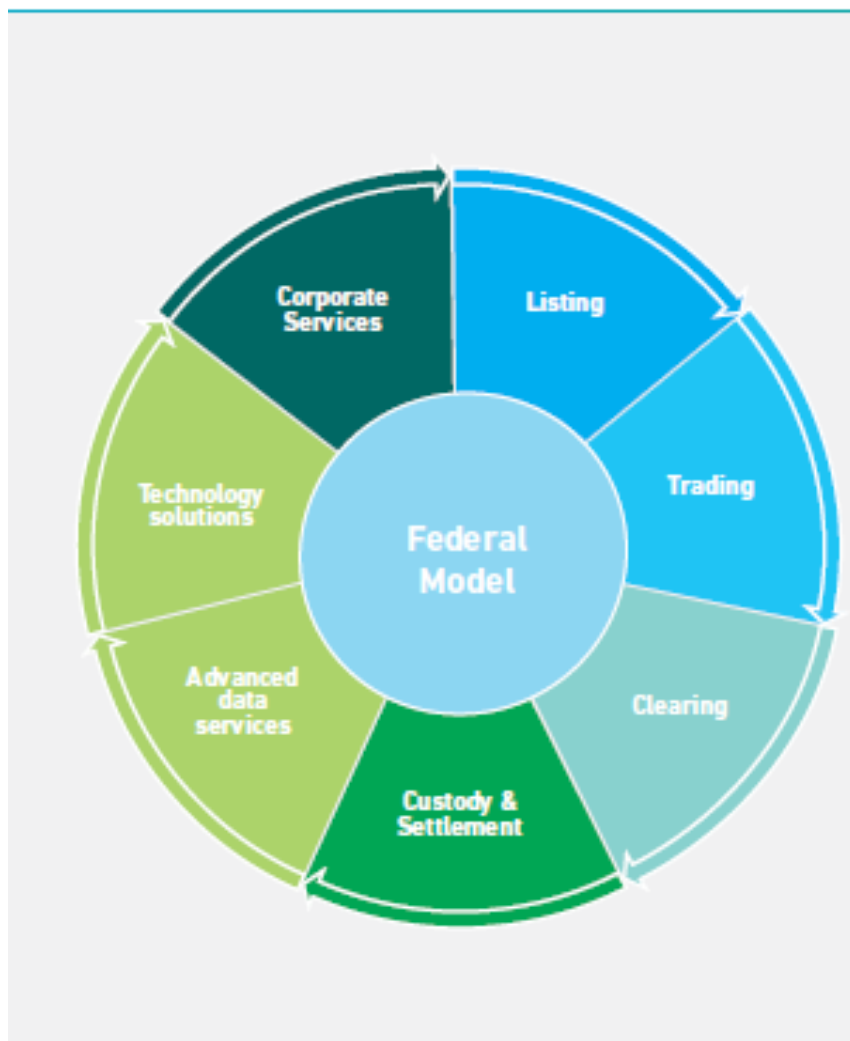 Corporate
Services
Listing
Trading
Technology
solutions
Federal
Model
Advanced
data
services
Clearing
Custody &
Settlement